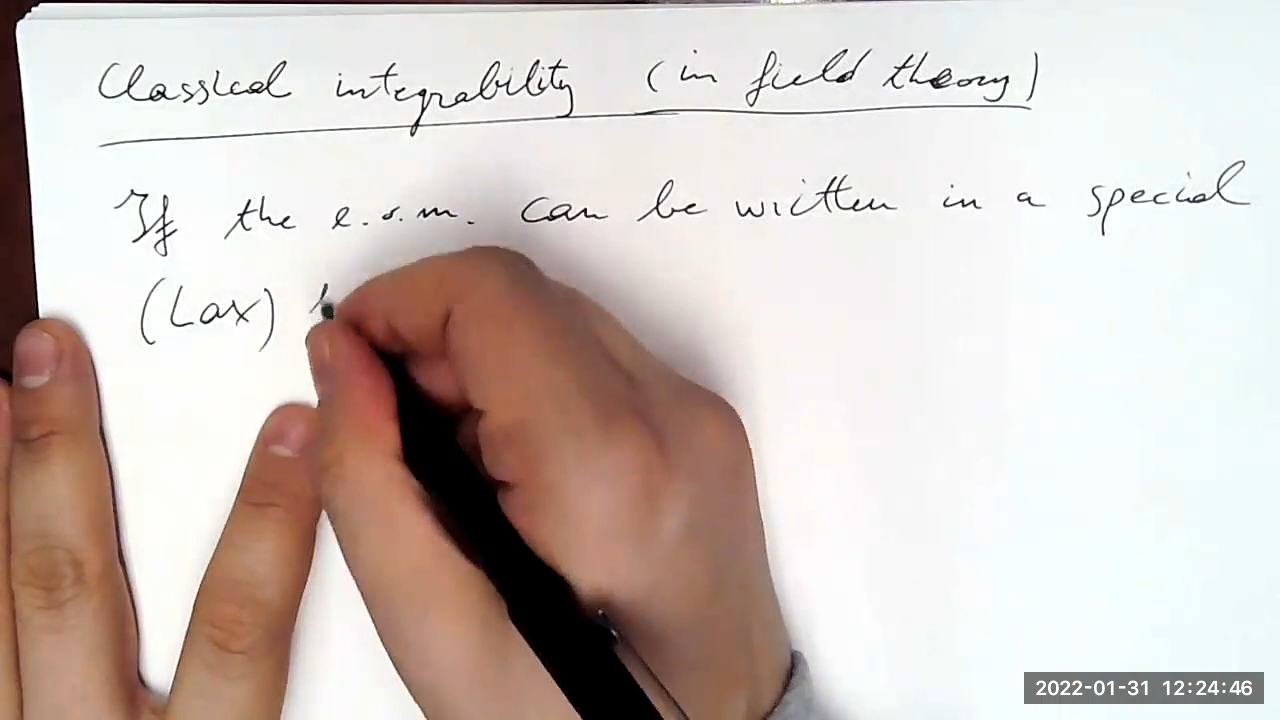 Classical integrability (in field theory)
If the e.o.m. can be written in a special
(Lax)
2022-01-31 12:24:46